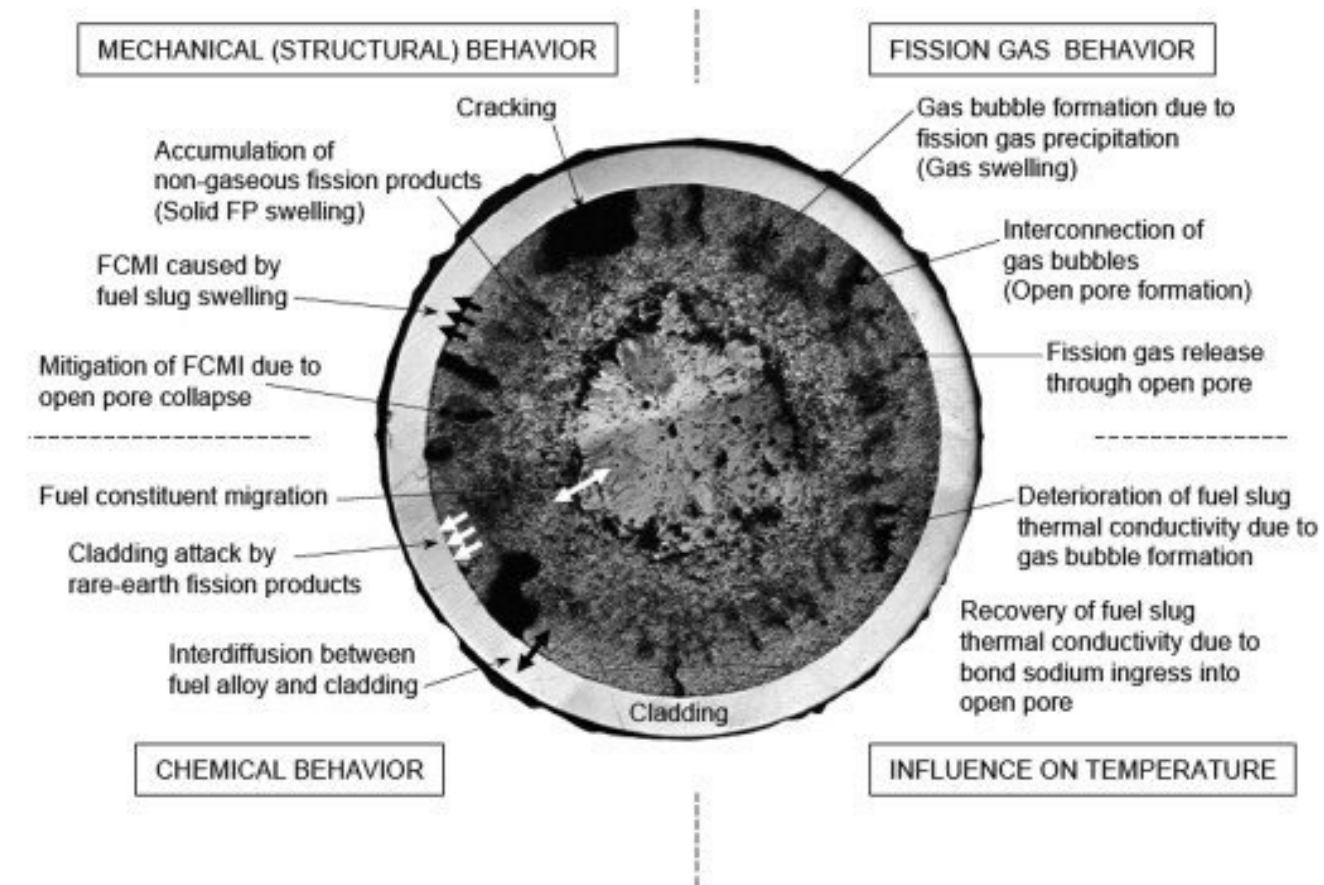 MECHANICAL (STRUCTURAL) BEHAVIOR
Cracking
Accumulation of
non-gaseous fission products
(Solid FP swelling)
FCMI caused by
fuel slug swelling
Mitigation of FCMI due to
open pore collapse
FISSION GAS BEHAVIOR
Gas bubble formation due to
fission gas precipitation
(Gas swelling)
Interconnection of
gas bubbles
(Open pore formation)
Fission gas release
through open pore
Fuel constituent migration
Cladding attack by
rare-earth fission products
Interdiffusion between
fuel alloy and cladding
Cladding
CHEMICAL BEHAVIOR
Deterioration of fuel slug
thermal conductivity due to
gas bubble formation
Recovery of fuel slug
thermal conductivity due to
bond sodium ingress into
open pore
INFLUENCE ON TEMPERATURE